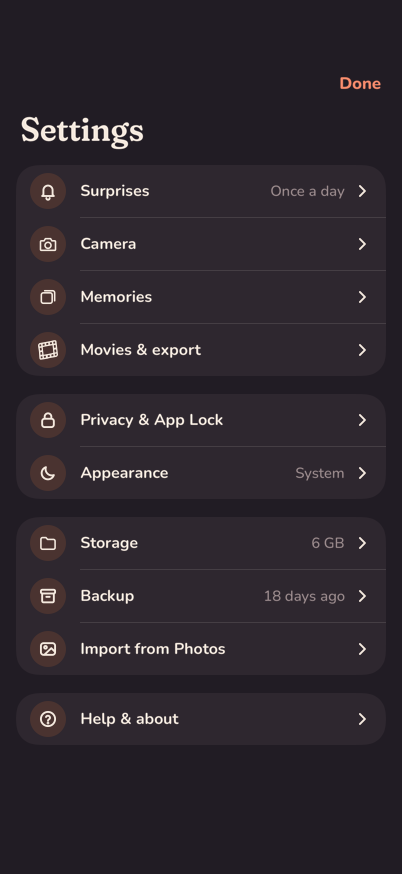 Done
Settings
Surprises Once a day
Camera
Memories
Movies & export
Privacy & App Lock
Appearance System
Storage 6 GB
Backup 18 days ago
Import from Photos
Help & about